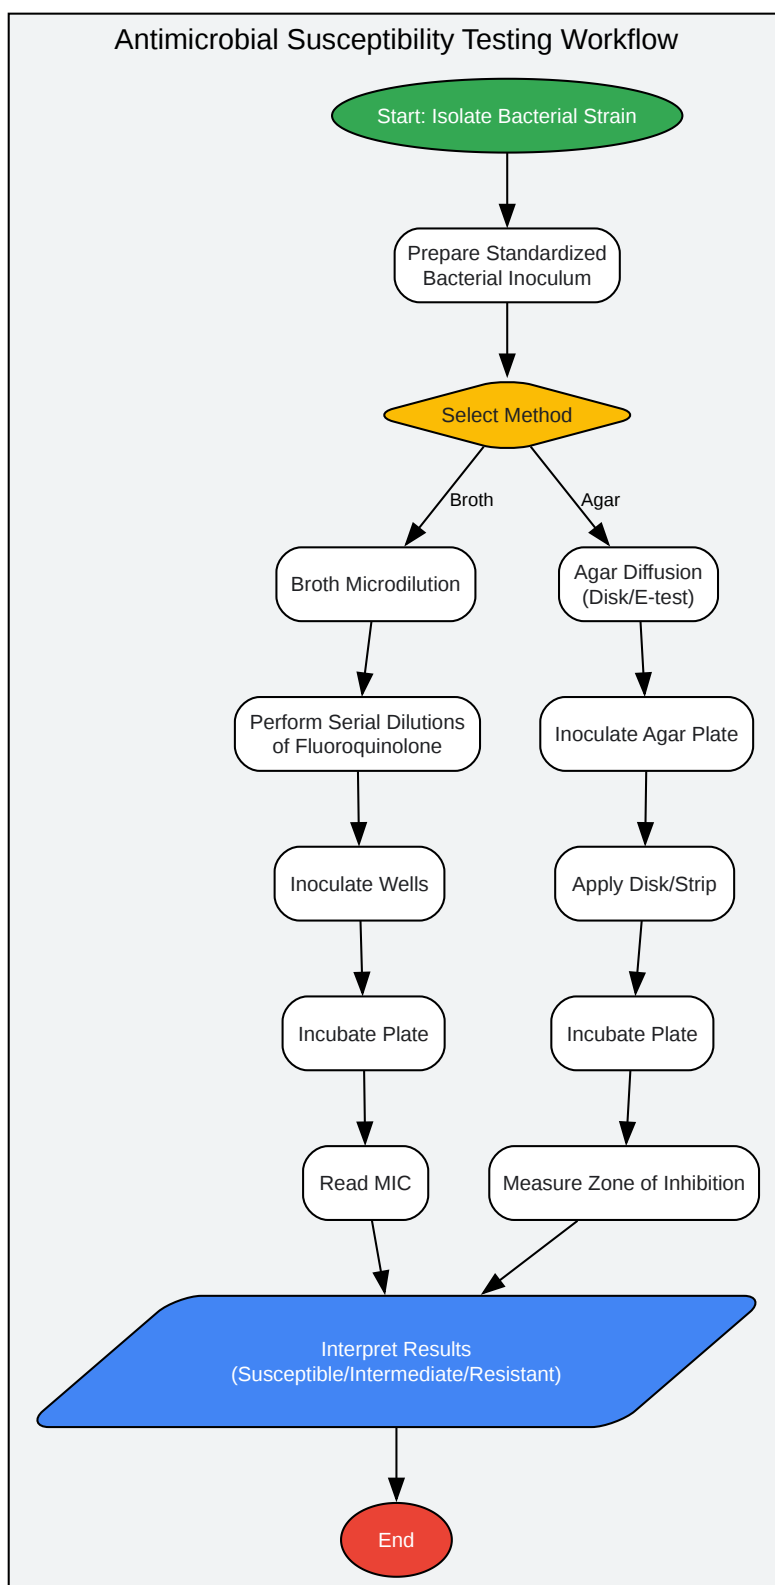 Antimicrobial Susceptibility Testing Workflow
Start: Isolate Bacterial Strain
Prepare Standardized
Bacterial Inoculum
Select Method
Broth
Agar
Broth Microdilution
Agar Diffusion
(Disk/E-test)
Perform Serial Dilutions
of Fluoroquinolone
Inoculate Agar Plate
Inoculate Wells
Apply Disk/Strip
Incubate Plate
Incubate Plate
Read MIC
Measure Zone of Inhibition
Interpret Results
(Susceptible/Intermediate/Resistant)
End